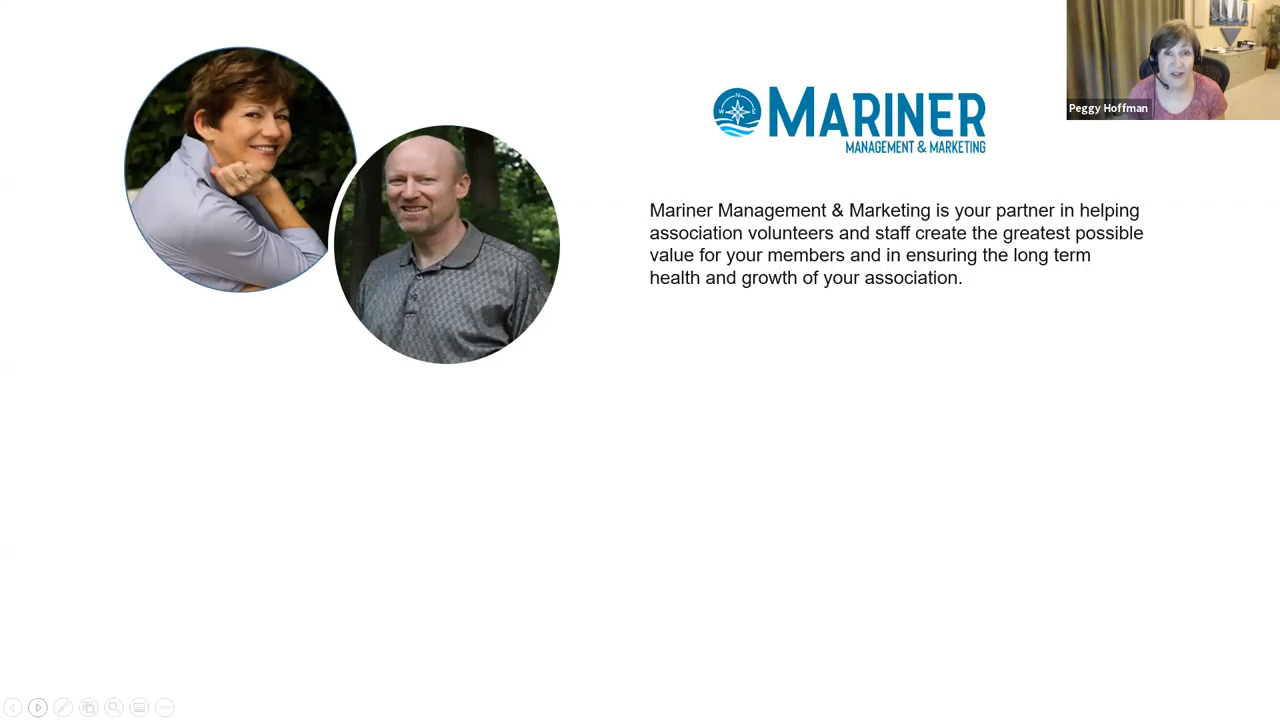 MARINER
MANAGEMENT & MARKETING
Peggy Hoffman
Mariner Management & Marketing is your partner in helping
association volunteers and staff create the greatest possible
value for your members and in ensuring the long term
health and growth of your association.